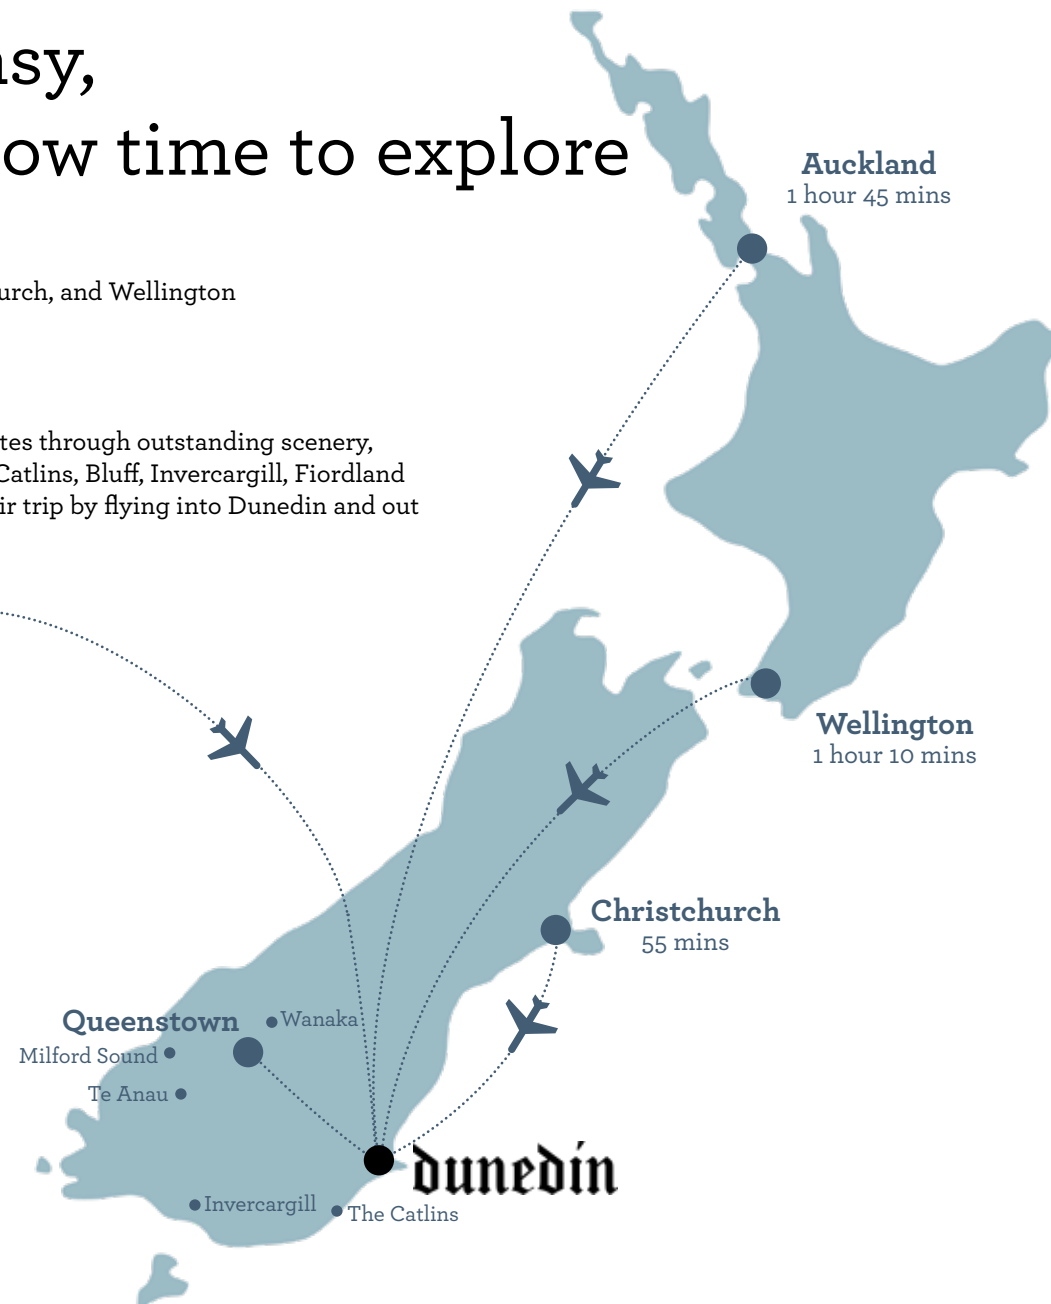 sy,
ow time to explore
Auckland
1 hour 45 mins
urch, and Wellington
tes through outstanding scenery,
Catlins, Bluff, Invercargill, Fiordland
ir trip by flying into Dunedin and out
Wellington
1 hour 10 mins
Christchurch
55 mins
Queenstown
Wanaka
Milford Sound
Te Anau
dunedin
Invercargill
The Catlins